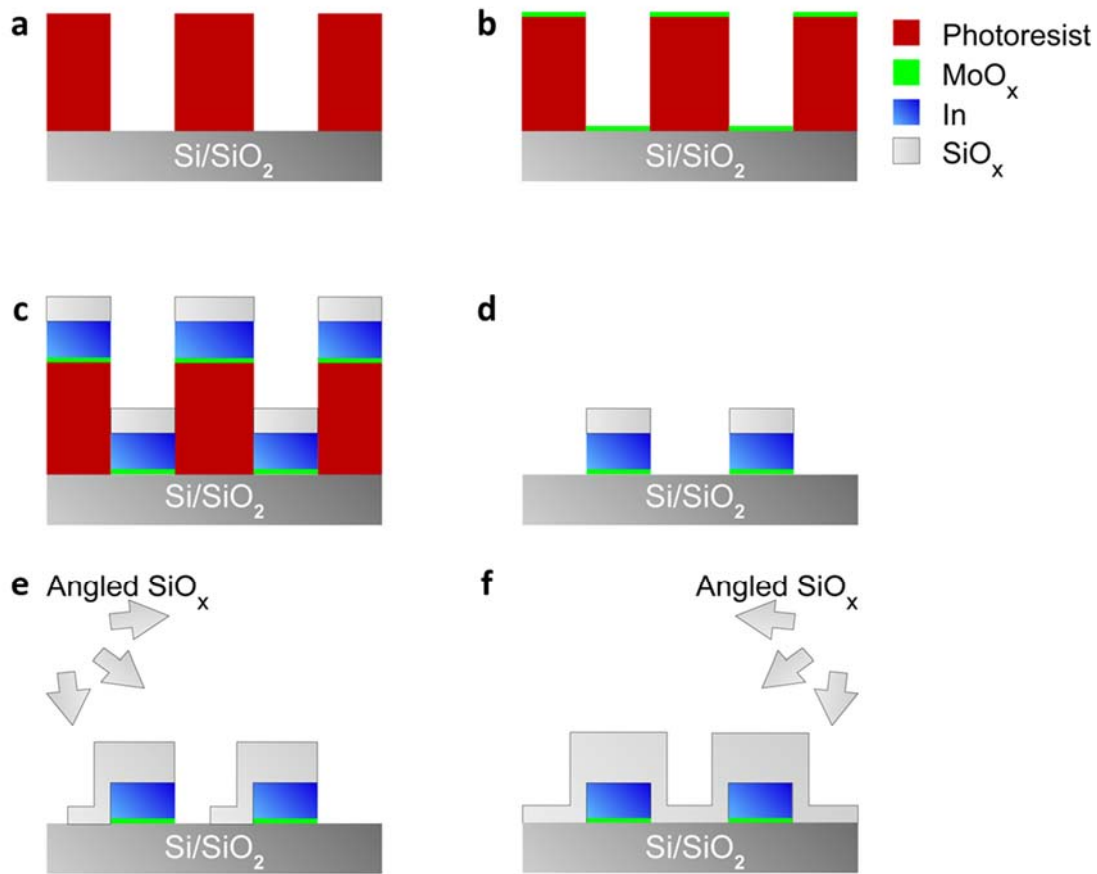 a
Si/SiO₂
b
Si/SiO₂
Photoresist
MoOₓ
In
SiOₓ
c
Si/SiO₂
d
Si/SiO₂
e Angled SiOₓ
Si/SiO₂
f Angled SiOₓ
Si/SiO₂